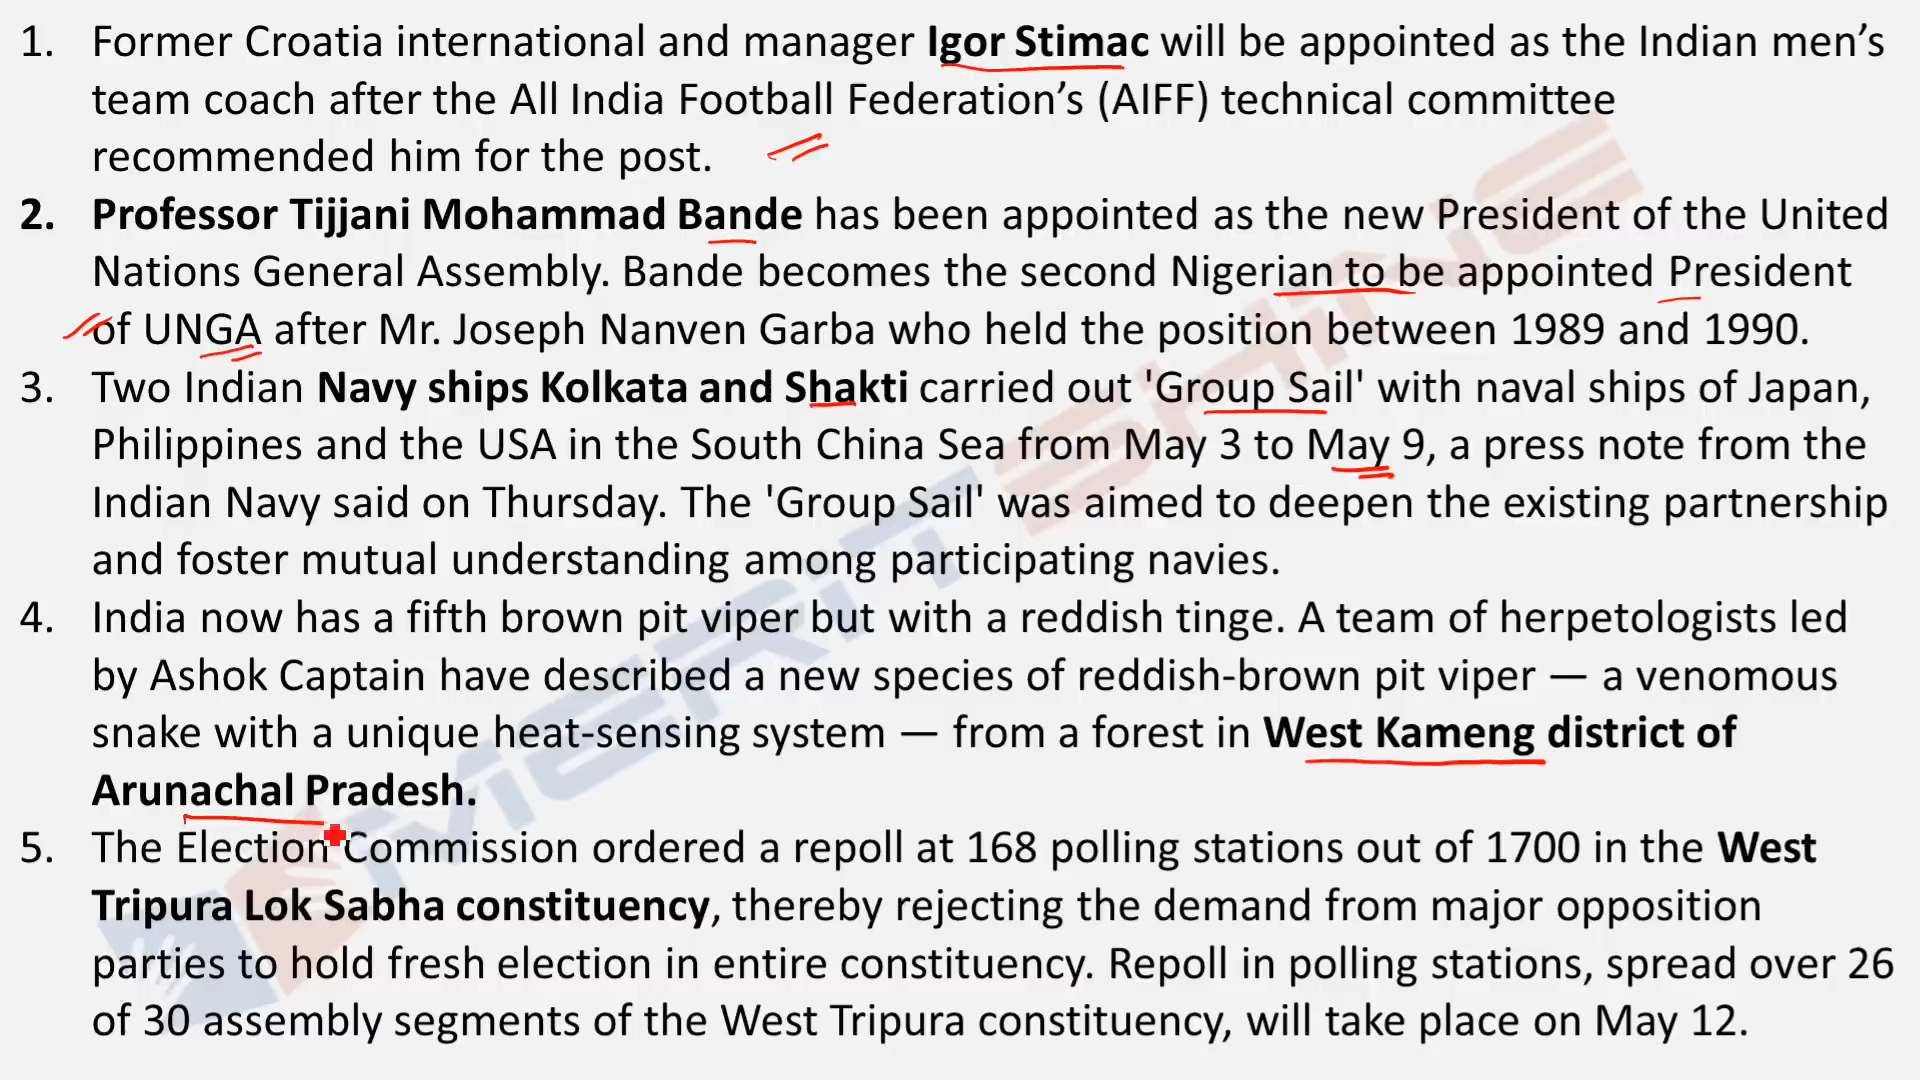 1. Former Croatia international and manager Igor Stimac will be appointed as the Indian men’s
team coach after the All India Football Federation’s (AIFF) technical committee
recommended him for the post.
2. Professor Tijjani Mohammad Bande has been appointed as the new President of the United
Nations General Assembly. Bande becomes the second Nigerian to be appointed President
of UNGA after Mr. Joseph Nanven Garba who held the position between 1989 and 1990.
3. Two Indian Navy ships Kolkata and Shakti carried out 'Group Sail' with naval ships of Japan,
Philippines and the USA in the South China Sea from May 3 to May 9, a press note from the
Indian Navy said on Thursday. The 'Group Sail' was aimed to deepen the existing partnership
and foster mutual understanding among participating navies.
4. India now has a fifth brown pit viper but with a reddish tinge. A team of herpetologists led
by Ashok Captain have described a new species of reddish-brown pit viper — a venomous
snake with a unique heat-sensing system — from a forest in West Kameng district of
Arunachal Pradesh.
5. The Election Commission ordered a repoll at 168 polling stations out of 1700 in the West
Tripura Lok Sabha constituency, thereby rejecting the demand from major opposition
parties to hold fresh election in entire constituency. Repoll in polling stations, spread over 26
of 30 assembly segments of the West Tripura constituency, will take place on May 12.
MERIT SHINE